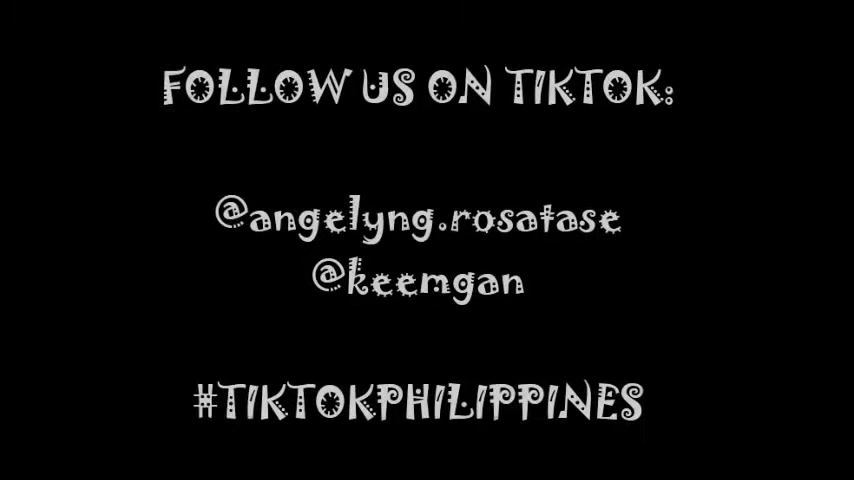 FOLLOW US ON TIKTOK:
@angelyng.rosatase
@keemgan
#TIKTOKPHILIPPINES